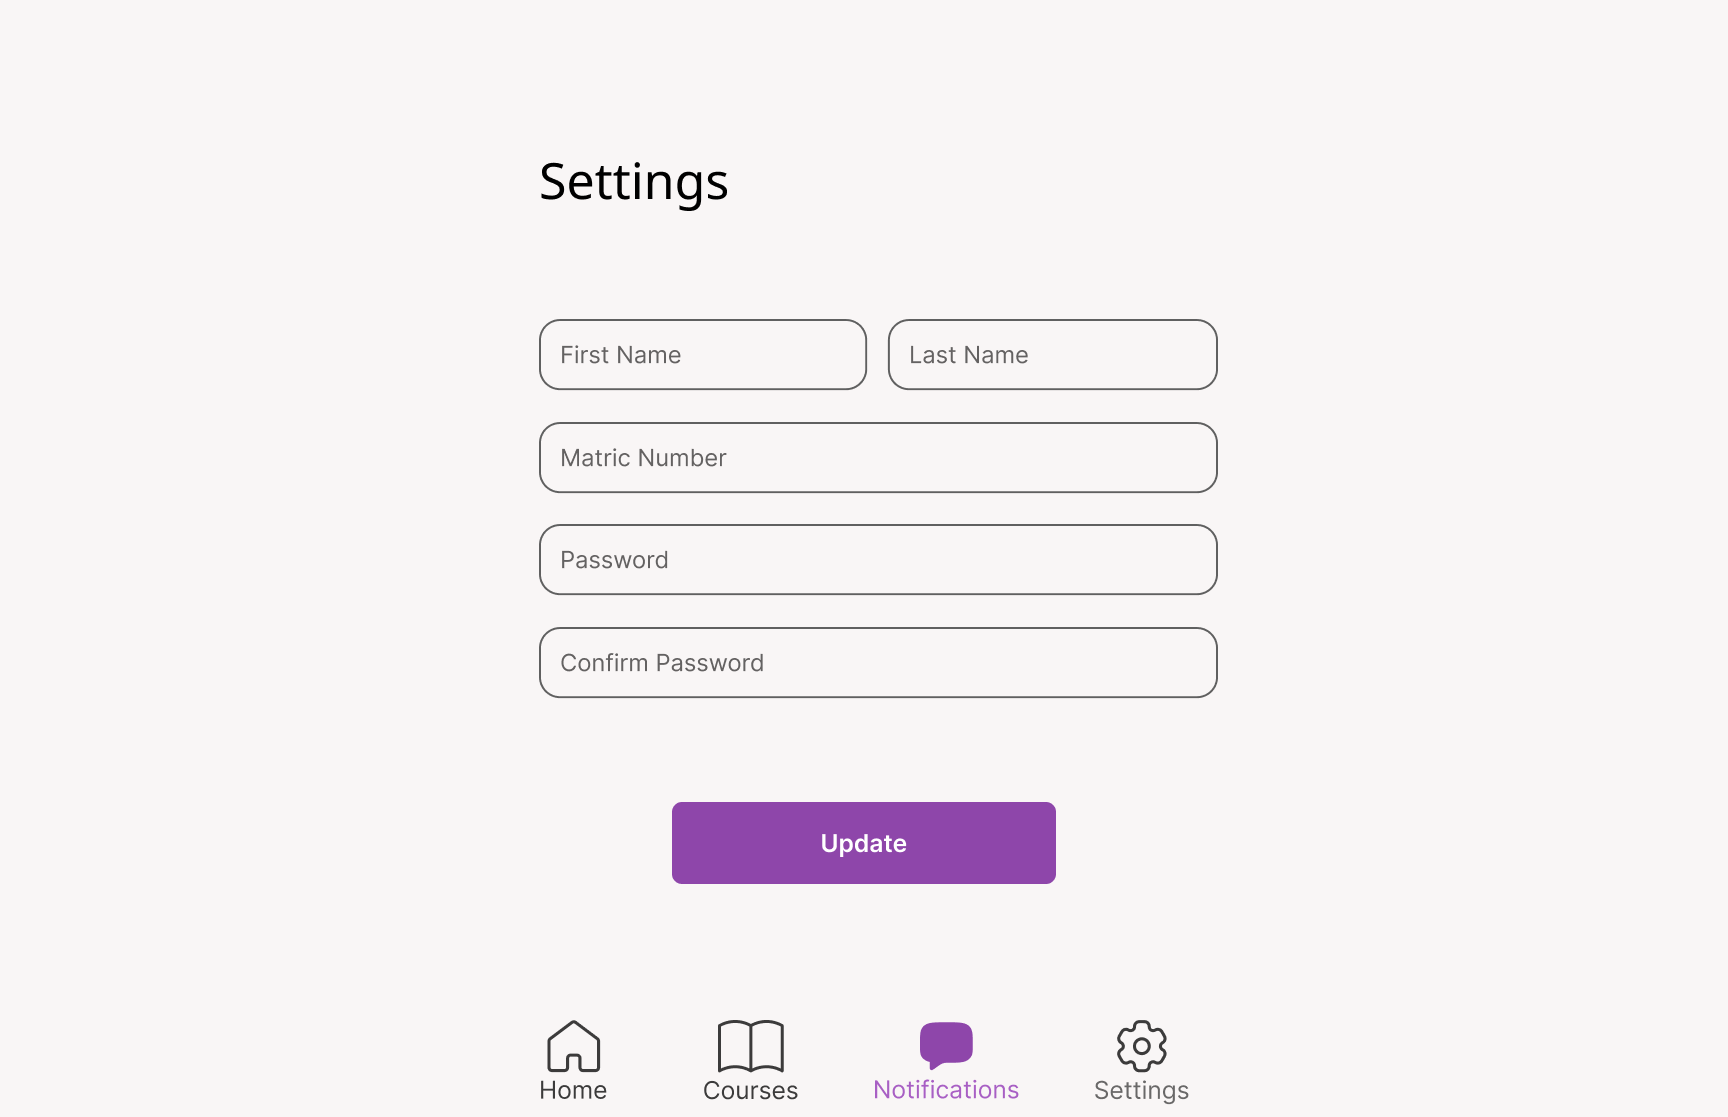 Settings
First Name Last Name
Matric Number
Password
Confirm Password
Update
Home Courses Notifications Settings